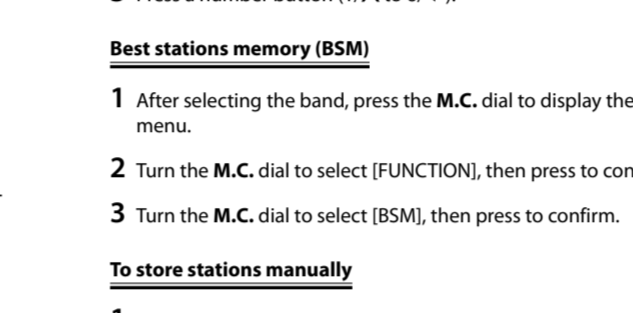 Best stations memory (BSM)
1 After selecting the band, press the M.C. dial to display the
menu.
2 Turn the M.C. dial to select [FUNCTION], then press to con
3 Turn the M.C. dial to select [BSM], then press to confirm.
To store stations manually